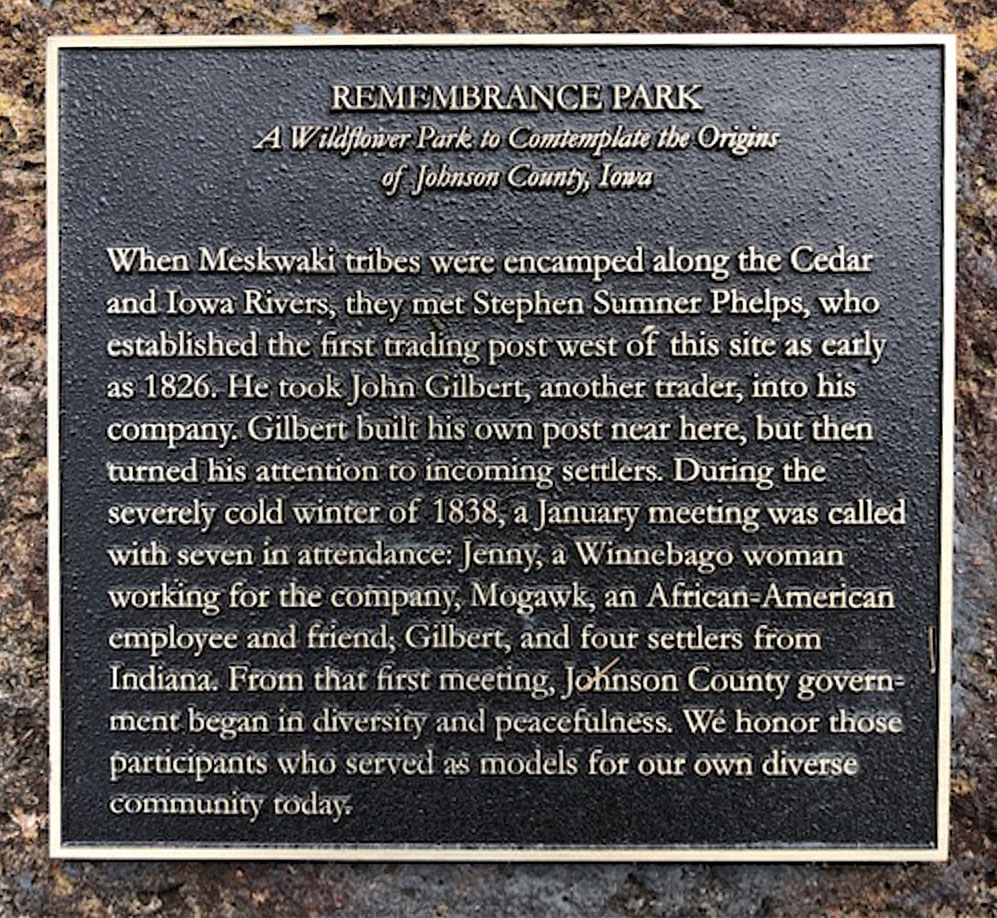 REMEMBRANCE PARK
A Wildflower Park to Comtemplate the Origins
of Johnson County, Iowa
When Meskwaki tribes were encamped along the Cedar
and Iowa Rivers, they met Stephen Sumner Phelps, who
established the first trading post west of this site as early
as 1826. He took John Gilbert, another trader, into his
company. Gilbert built his own post near here, but then
turned his attention to incoming settlers. During the
severely cold winter of 1838, a January meeting was called
with seven in attendance: Jenny, a Winnebago woman
working for the company, Mogawk, an African-American
employee and friend; Gilbert, and four settlers from
Indiana. From that first meeting, Johnson County govern-
ment began in diversity and peacefulness. We honor those
participants who served as models for our own diverse
community today.